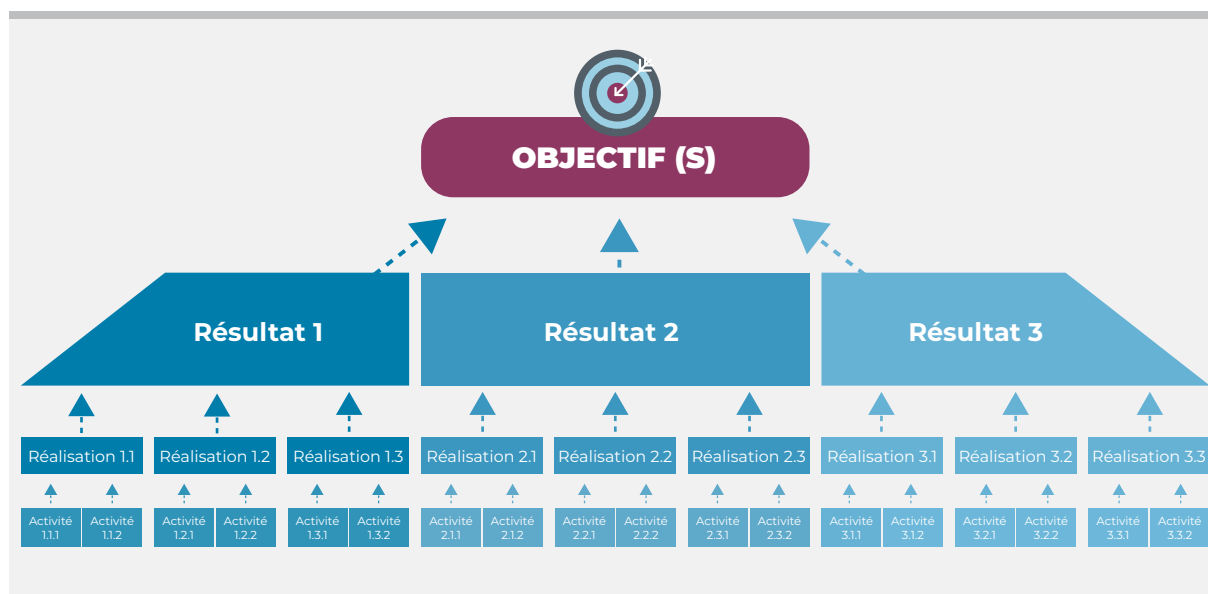 OBJECTIF (S)
Résultat 1
Résultat 2
Résultat 3
Réalisation 1.1
Réalisation 1.2
Réalisation 1.3
Réalisation 2.1
Réalisation 2.2
Réalisation 2.3
Réalisation 3.1
Réalisation 3.2
Réalisation 3.3
Activité
1.1.1
Activité
1.1.2
Activité
1.2.1
Activité
1.2.2
Activité
1.3.1
Activité
1.3.2
Activité
2.1.1
Activité
2.1.2
Activité
2.2.1
Activité
2.2.2
Activité
2.3.1
Activité
2.3.2
Activité
3.1.1
Activité
3.1.2
Activité
3.2.1
Activité
3.2.2
Activité
3.3.1
Activité
3.3.2